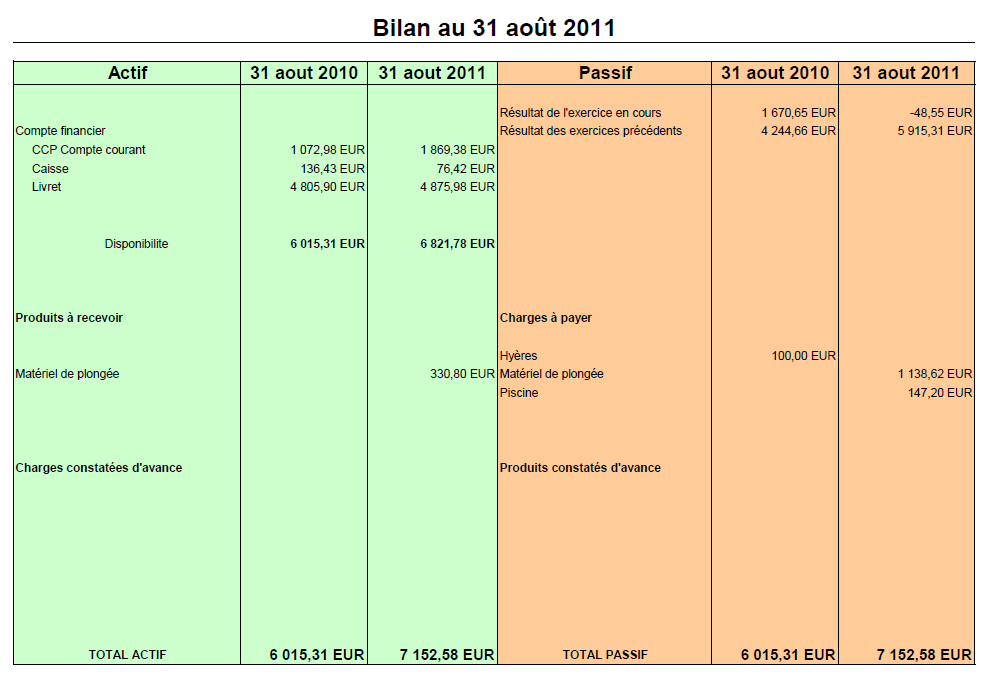 Bilan au 31 août 2011
Actif 31 aout 2010 31 aout 2011 Passif 31 aout 2010 31 aout 2011
Résultat de l'exercice en cours 1 670,65 EUR -48,55 EUR
Compte financier Résultat des exercices précédents 4 244,66 EUR 5 915,31 EUR
CCP Compte courant 1 072,98 EUR 1 869,38 EUR
Caisse 136,43 EUR 76,42 EUR
Livret 4 805,90 EUR 4 875,98 EUR
Disponibilite 6 015,31 EUR 6 821,78 EUR
Produits à recevoir Charges à payer
Hyères 100,00 EUR
Matériel de plongée 330,80 EUR Matériel de plongée 1 138,62 EUR
Piscine 147,20 EUR
Charges constatées d'avance Produits constatés d'avance
TOTAL ACTIF 6 015,31 EUR 7 152,58 EUR TOTAL PASSIF 6 015,31 EUR 7 152,58 EUR